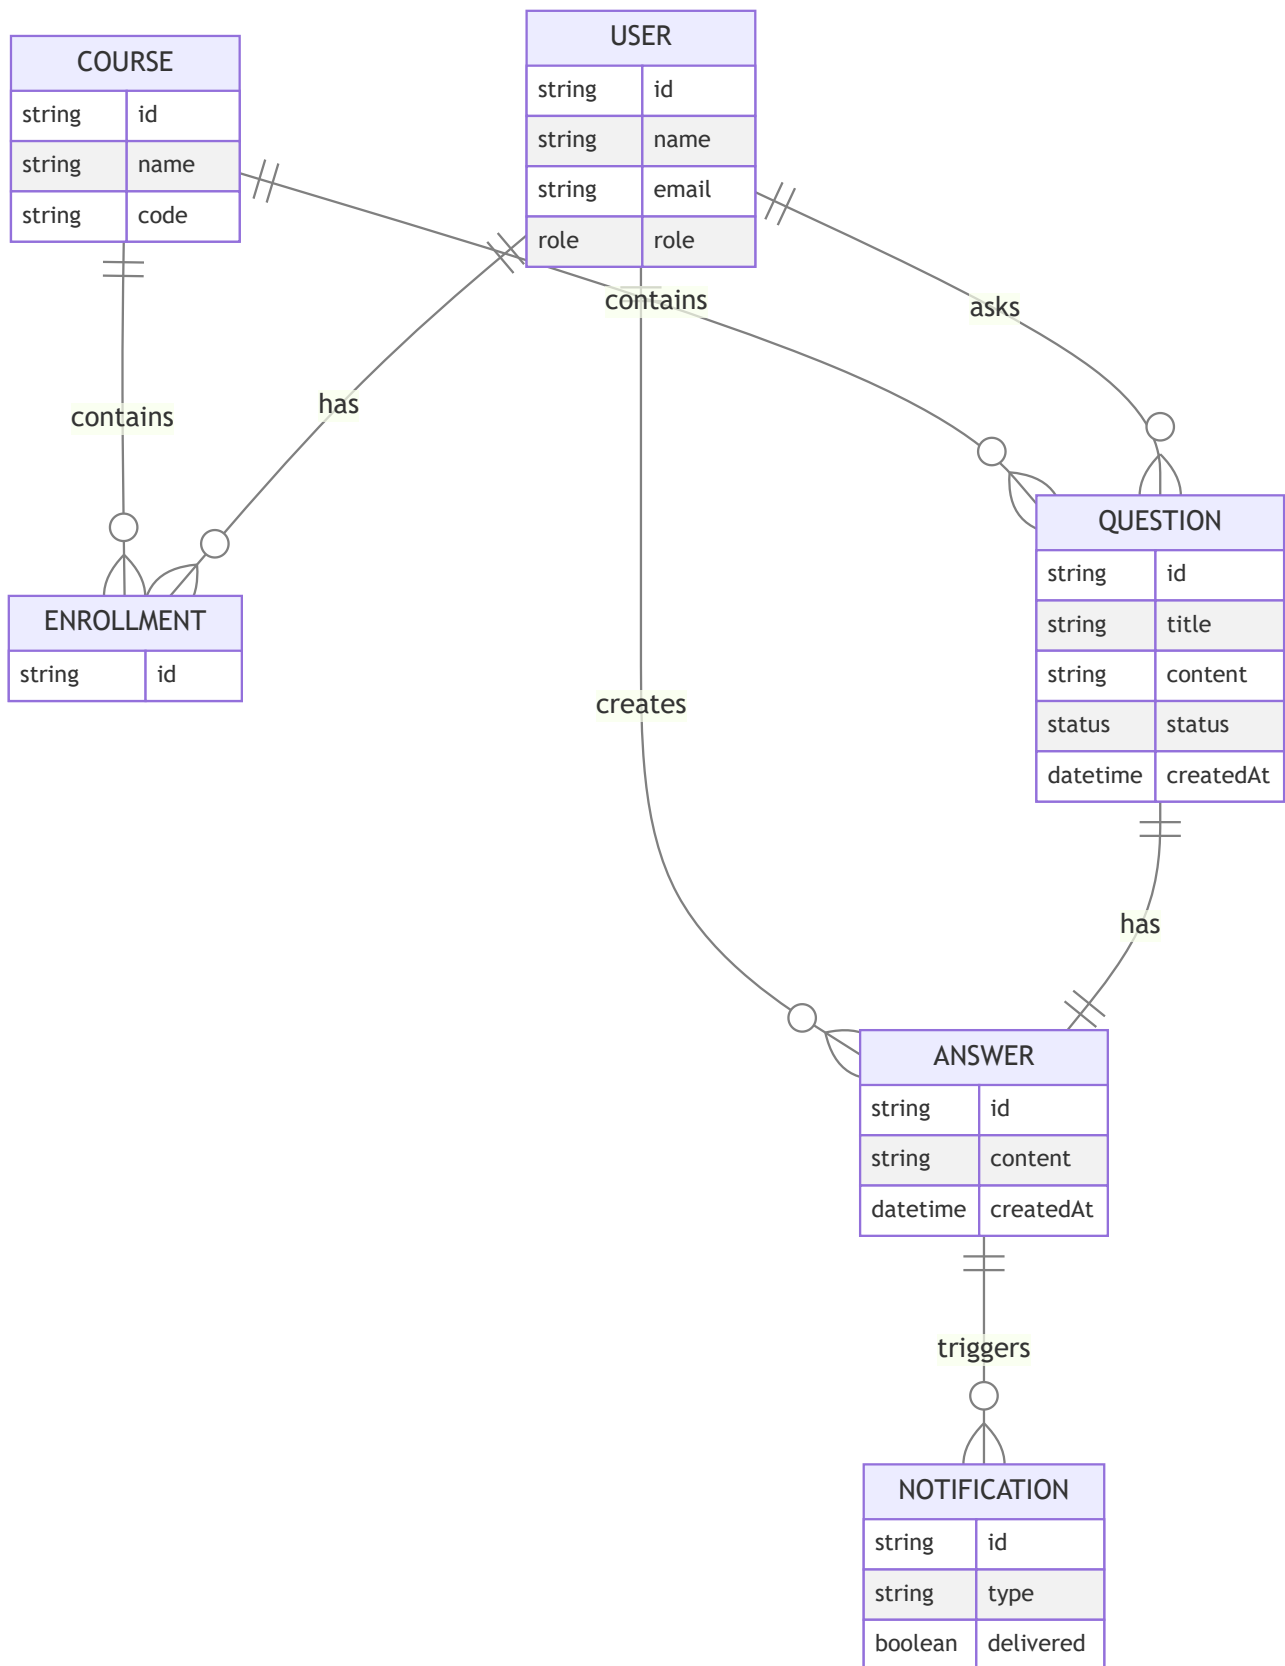 COURSE
string id
string name
string code
USER
string id
string name
string email
role role
contains
asks
contains
has
QUESTION
string id
string title
string content
status status
datetime createdAt
ENROLLMENT
string id
creates
has
ANSWER
string id
string content
datetime createdAt
triggers
NOTIFICATION
string id
string type
boolean delivered